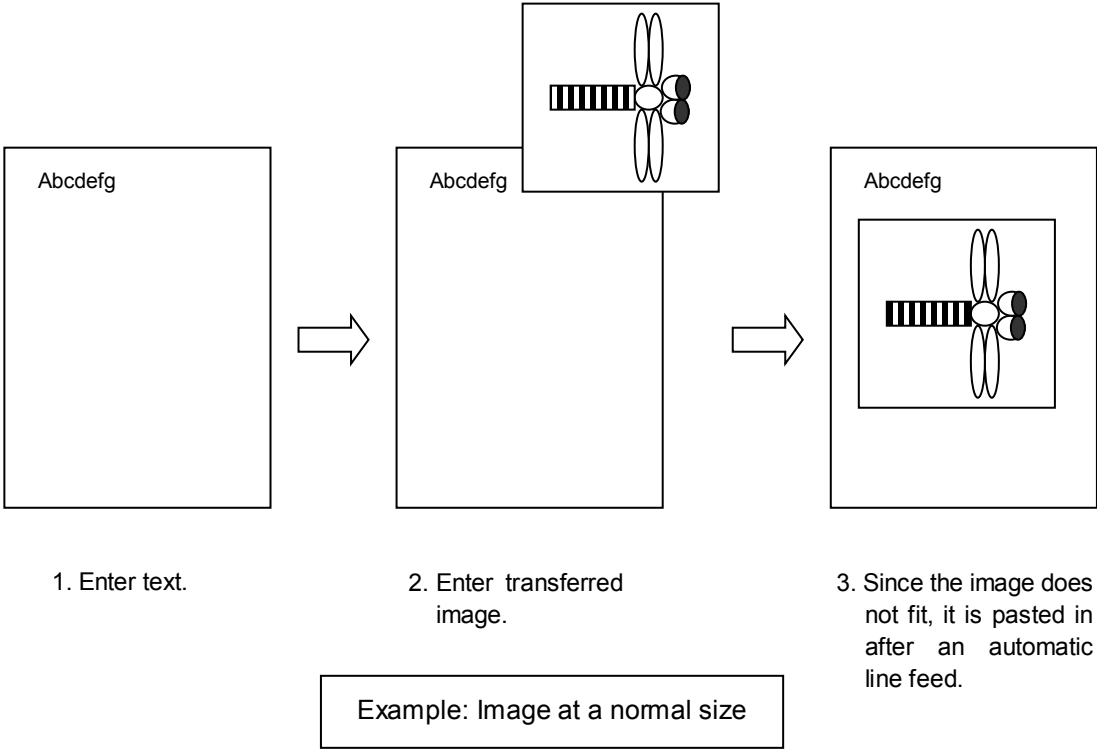 Abcdefg
Abcdefg
Abcdefg
1. Enter text.
2. Enter transferred
image.
3. Since the image does
not fit, it is pasted in
after an automatic
line feed.
Example: Image at a normal size